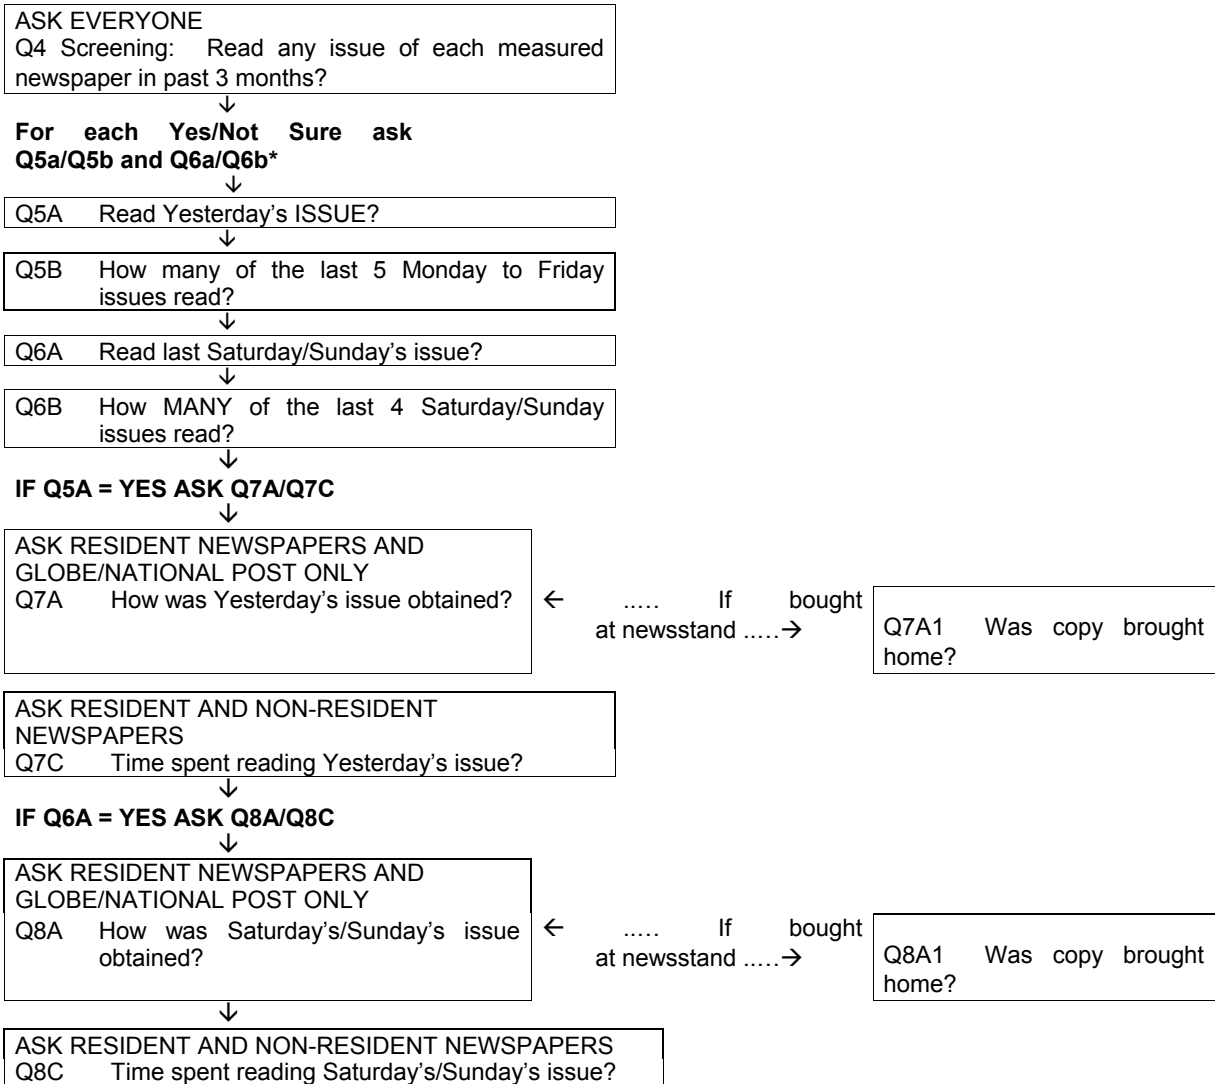 ASK EVERYONE
Q4 Screening: Read any issue of each measured
newspaper in past 3 months?
↓
For each Yes/Not Sure ask
Q5a/Q5b and Q6a/Q6b*
↓
Q5A Read Yesterday's ISSUE?
↓
Q5B How many of the last 5 Monday to Friday
issues read?
↓
Q6A Read last Saturday/Sunday's issue?
↓
Q6B How MANY of the last 4 Saturday/Sunday
issues read?
↓
IF Q5A = YES ASK Q7A/Q7C
↓
ASK RESIDENT NEWSPAPERS AND
GLOBE/NATIONAL POST ONLY
Q7A How was Yesterday's issue obtained?
← ..... If bought
at newsstand .....→
Q7A1 Was copy brought
home?
ASK RESIDENT AND NON-RESIDENT
NEWSPAPERS
Q7C Time spent reading Yesterday's issue?
↓
IF Q6A = YES ASK Q8A/Q8C
↓
ASK RESIDENT NEWSPAPERS AND
GLOBE/NATIONAL POST ONLY
Q8A How was Saturday's/Sunday's issue
obtained?
← ..... If bought
at newsstand .....→
Q8A1 Was copy brought
home?
↓
ASK RESIDENT AND NON-RESIDENT NEWSPAPERS
Q8C Time spent reading Saturday's/Sunday's issue?